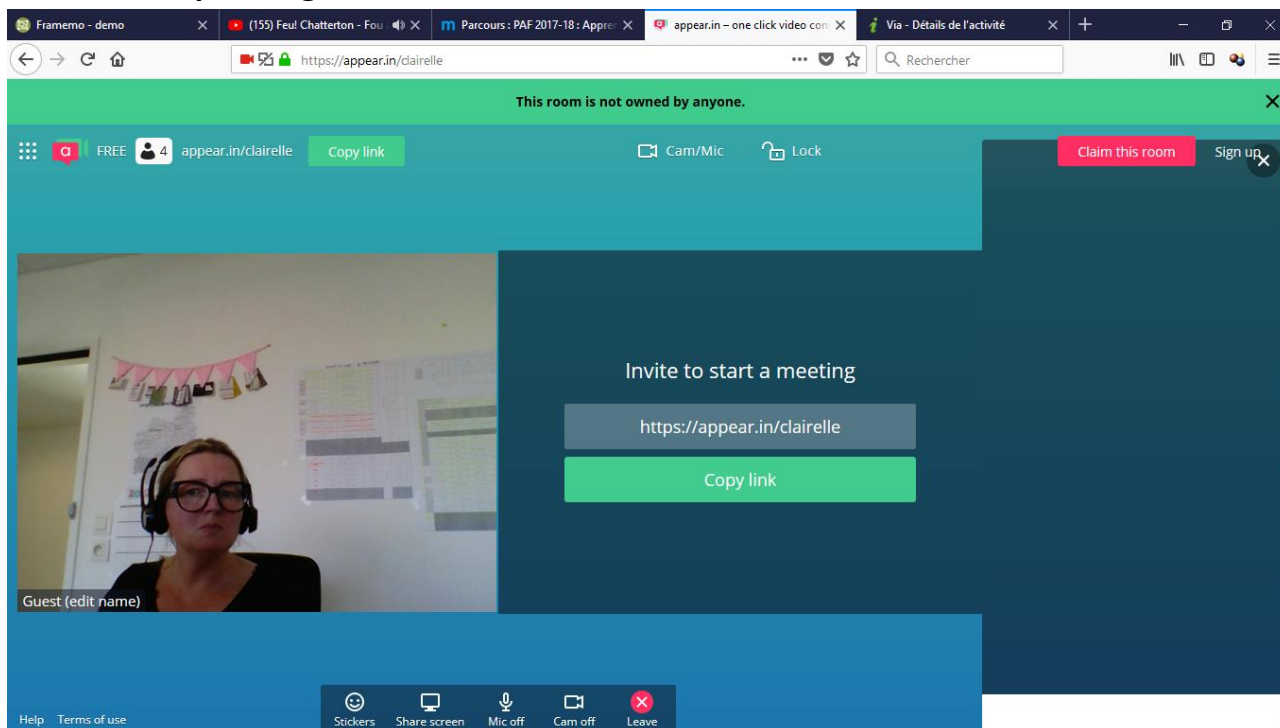 Framemo - demo
(155) Feu! Chatterton - Fou
Parcours : PAF 2017-18 : Appre
appear.in – one click video con
Via - Détails de l'activité
https://appear.in/clairelle
Rechercher
This room is not owned by anyone.
FREE 4 appear.in/clairelle Copy link Cam/Mic Lock Claim this room Sign up
Invite to start a meeting
https://appear.in/clairelle
Copy link
Guest (edit name)
Help Terms of use Stickers Share screen Mic off Cam off Leave